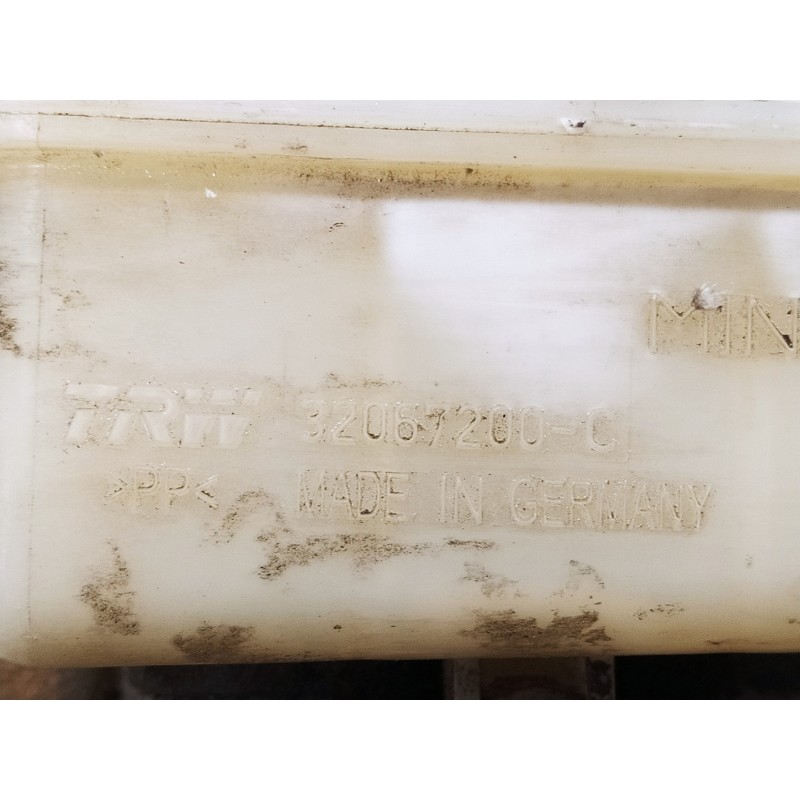 MIN
TRW 32067200-C
>PP< MADE IN GERMANY